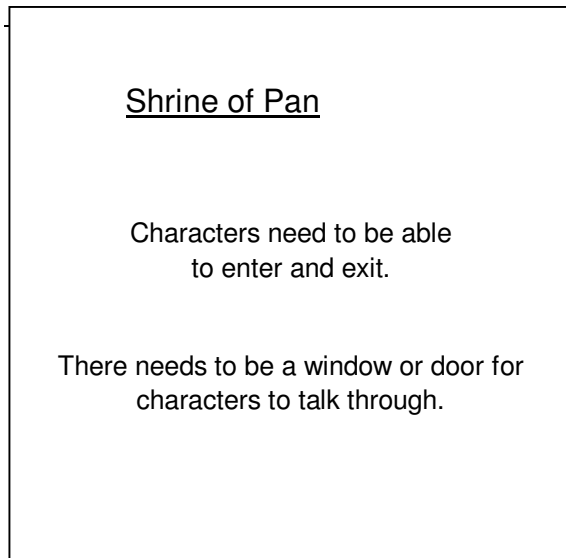 Shrine of Pan
Characters need to be able
to enter and exit.
There needs to be a window or door for
characters to talk through.